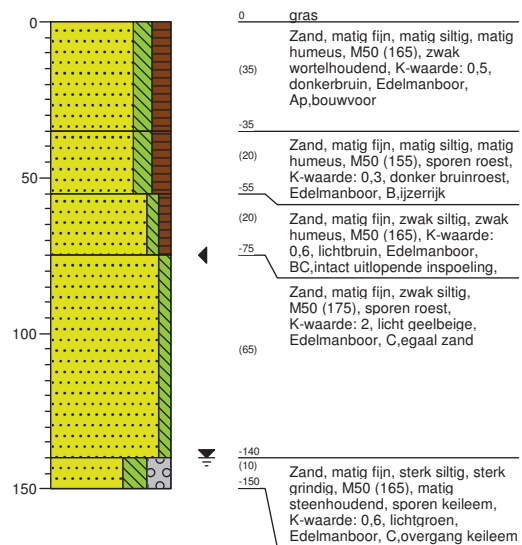 0
50
100
150
0 gras
(35)
Zand, matig fijn, matig siltig, matig
humeus, M50 (165), zwak
wortelhoudend, K-waarde: 0,5,
donkerbruin, Edelmanboor,
Ap,bouwvoor
-35
(20)
Zand, matig fijn, matig siltig, matig
humeus, M50 (155), sporen roest,
K-waarde: 0,3, donker bruinroest,
Edelmanboor, B,ijzerrijk
-55
(20)
Zand, matig fijn, zwak siltig, zwak
humeus, M50 (165), K-waarde:
0,6, lichtbruin, Edelmanboor,
BC,intact uitlopende inspoeling,
-75
Zand, matig fijn, zwak siltig,
M50 (175), sporen roest,
K-waarde: 2, licht geelbeige,
Edelmanboor, C,egaal zand
(65)
-140
(10)
-150
Zand, matig fijn, sterk siltig, sterk
grindig, M50 (165), matig
steenhoudend, sporen keileem,
K-waarde: 0,6, lichtgroen,
Edelmanboor, C,overgang keileem